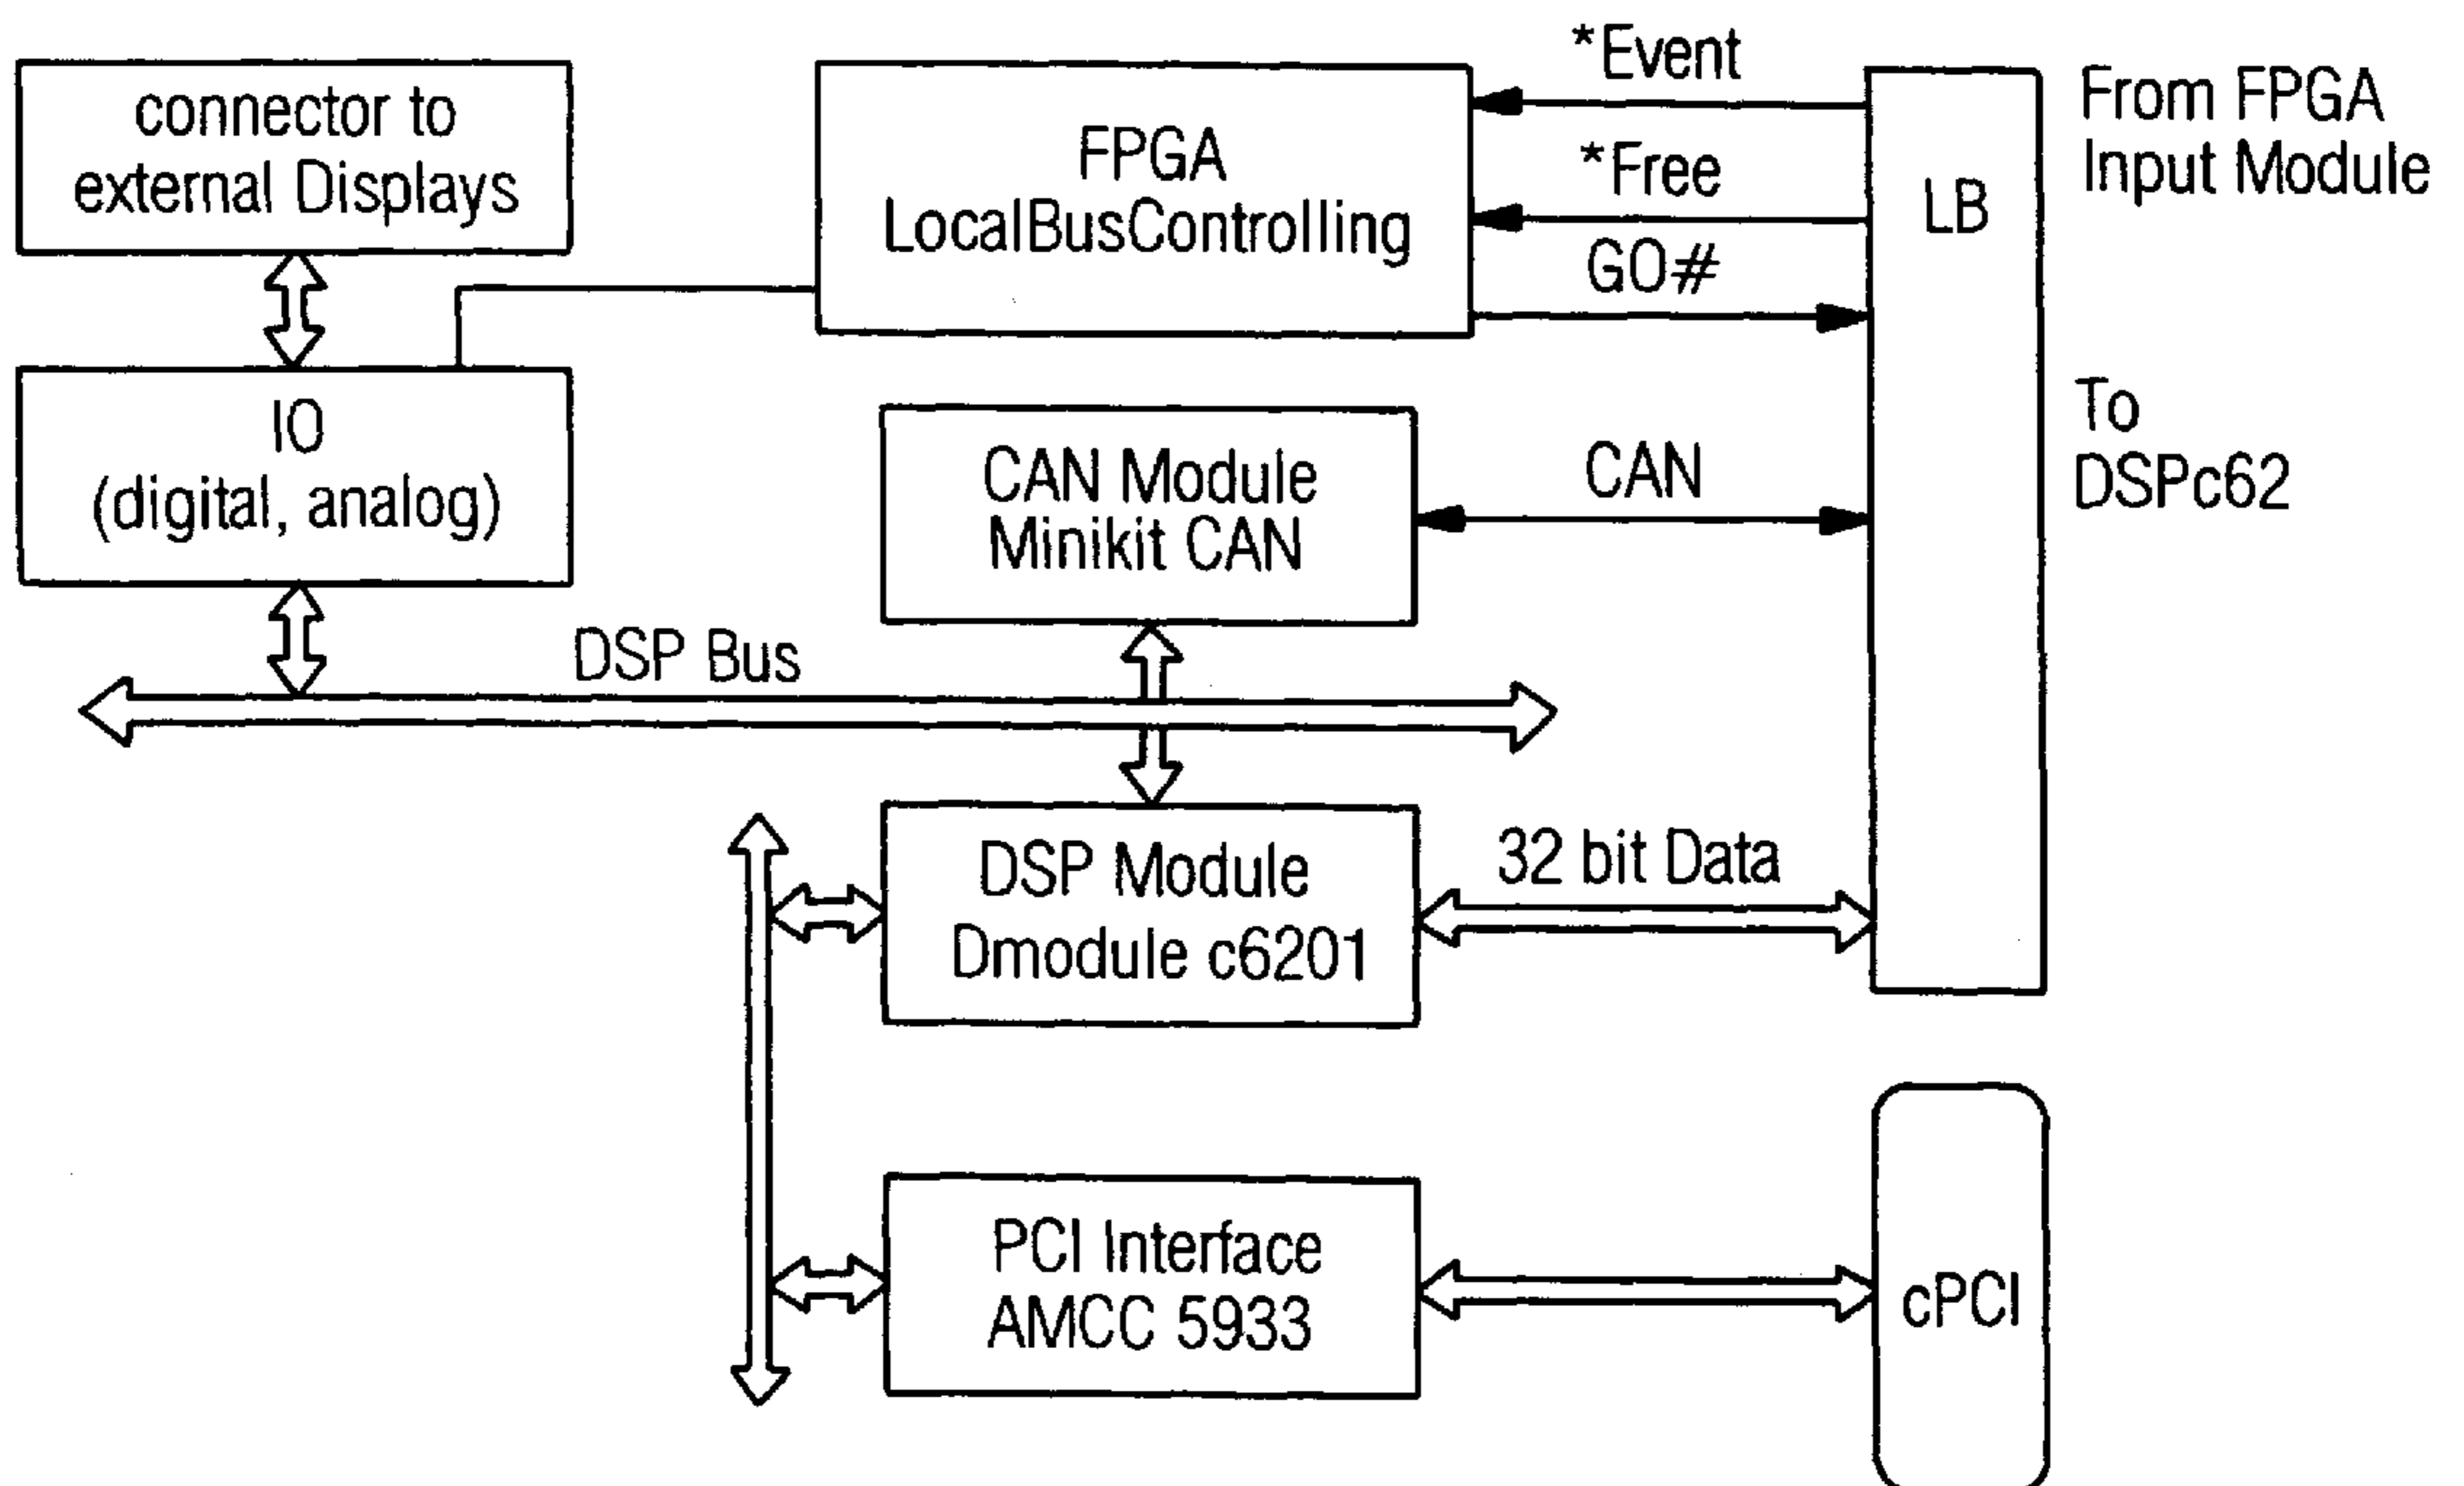 connector to
external Displays
FPGA
LocalBusControlling
*Event
*Free
GO#
LB
From FPGA
Input Module
IO
(digital, analog)
CAN Module
Minikit CAN
CAN
To
DSPc62
DSP Bus
DSP Module
Dmodule c6201
32 bit Data
PCI Interface
AMCC 5933
cPCI